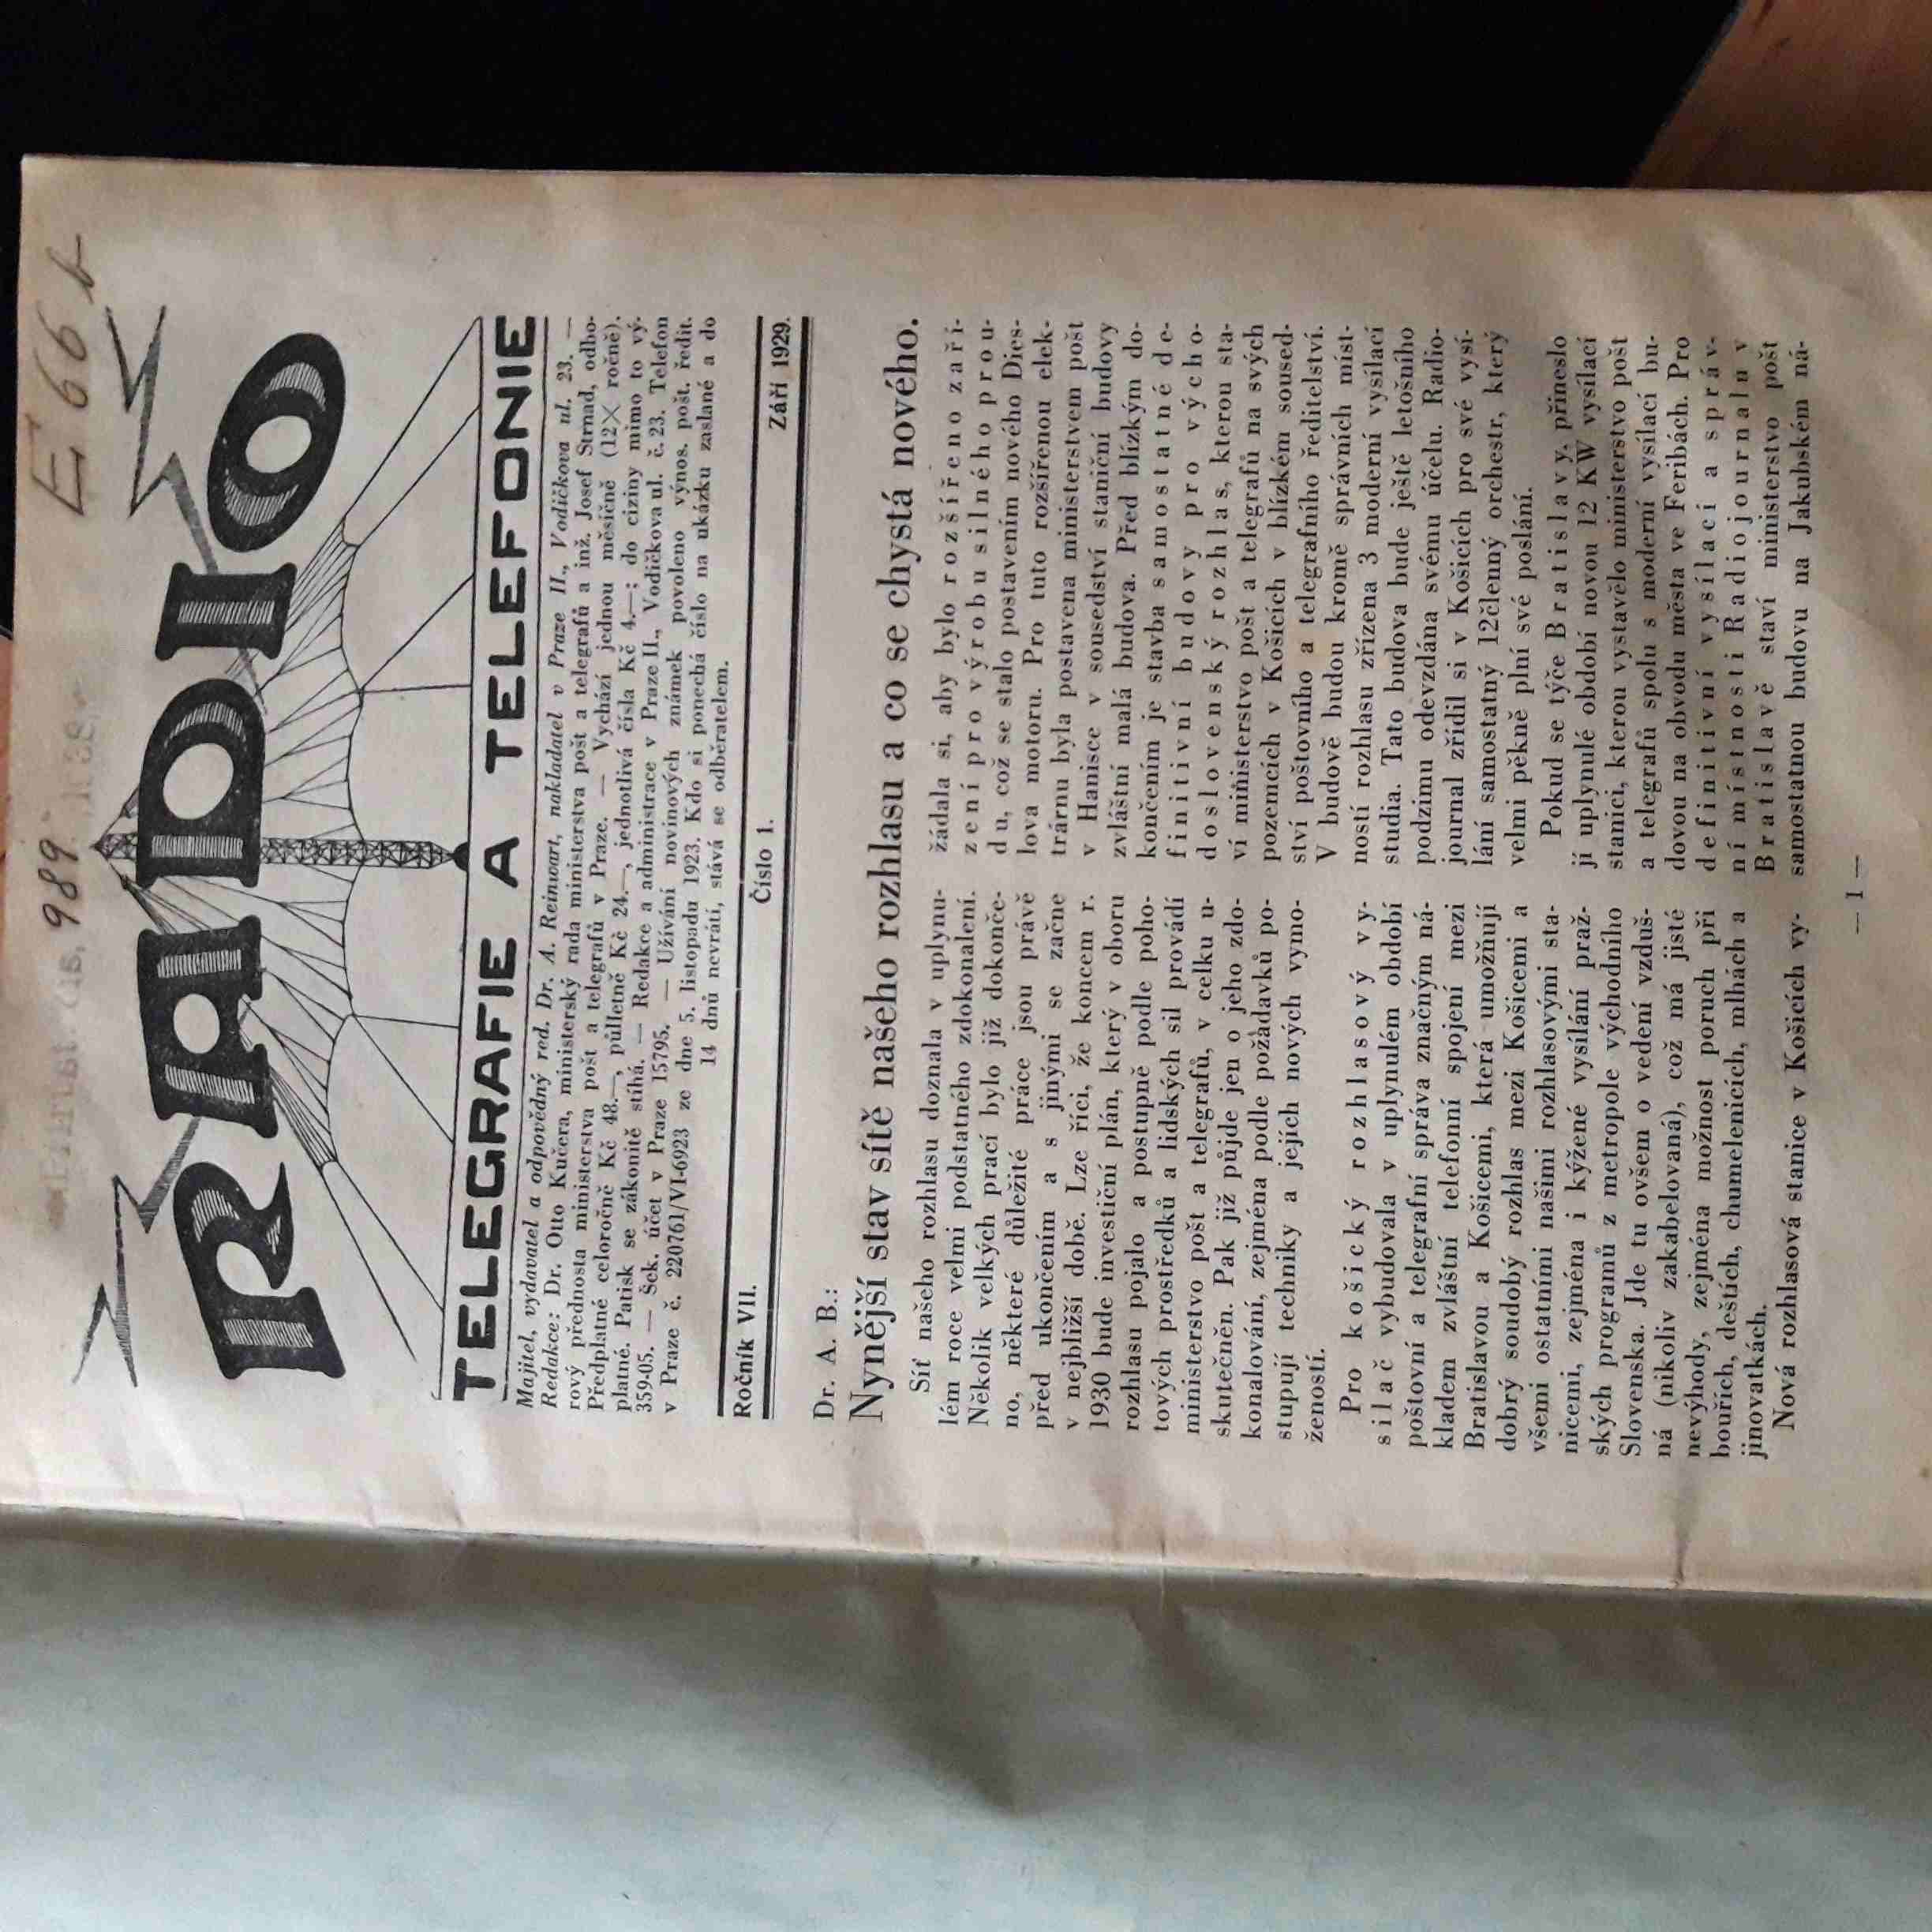 E 66 b
989.
RADIO
TELEGRAFIE A TELEFONIE
Majitel, vydavatel a odpovědný red. Dr. A. Reinwart, nakladatel v Praze II., Vodičkova ul. 23. —
Redakce: Dr. Otto Kučera, ministerský rada ministerstva pošt a telegrafů a inž. Josef Strnad, odbo-
rový přednosta ministerstva pošt a telegrafů v Praze. — Vychází jednou měsíčně (12× ročně).
Předplatné celoročně Kč 48.—, půlletně Kč 24.—, jednotlivá čísla Kč 4.—; do ciziny mimo to vý-
platné. Patisk se zákonitě stíhá. — Redakce a administrace v Praze II., Vodičkova ul. č. 23. Telefon
359-05. — Šek. účet v Praze 15795. — Užívání novinových známek povoleno výnos. pošt. ředit.
v Praze č. 220761/VI-6923 ze dne 5. listopadu 1923. Kdo si ponechá číslo na ukázku zaslané a do
14 dnů nevrátí, stává se odběratelem.
Ročník VII. Číslo 1. Září 1929.
Dr. A. B.:
Nynější stav sítě našeho rozhlasu a co se chystá nového.
Síť našeho rozhlasu doznala v uplynu-
lém roce velmi podstatného zdokonalení.
Několik velkých prací bylo již dokonče-
no, některé důležité práce jsou právě
před ukončením a s jinými se začne
v nejbližší době. Lze říci, že koncem r.
1930 bude investiční plán, který v oboru
rozhlasu pojalo a postupně podle poho-
tových prostředků a lidských sil provádí
ministerstvo pošt a telegrafů, v celku u-
skutečněn. Pak již půjde jen o jeho zdo-
konalování, zejména podle požadavků po-
stupují techniky a jejích nových vymo-
žeností.
Pro košický rozhlasový vy-
silač vybudovala v uplynulém období
poštovní a telegrafní správa značným ná-
kladem zvláštní telefonní spojení mezi
Bratislavou a Košicemi, která umožňují
dobrý soudobý rozhlas mezi Košicemi a
všemi ostatními našimi rozhlasovými sta-
nicemi, zejména i kýžené vysílání praž-
ských programů z metropole východního
Slovenska. Jde tu ovšem o vedení vzduš-
ná (nikoliv zakabelovaná), což má jisté
nevýhody, zejména možnost poruch při
bouřích, deštích, chumelenicích, mlhách a
jinovatkách.
Nová rozhlasová stanice v Košicích vy-
žádala si, aby bylo rozšířeno zaří-
zení pro výrobu silného prou-
du, což se stalo postavením nového Dies-
lova motoru. Pro tuto rozšířenou elek-
trárnu byla postavena ministerstvem pošt
v Hanisce v sousedství staniční budovy
zvláštní malá budova. Před blízkým do-
končením je stavba samostatné de-
finitivní budovy pro výcho-
doslovenský rozhlas, kterou sta-
ví ministerstvo pošt a telegrafů na svých
pozemcích v Košicích v blízkém soused-
ství poštovního a telegrafního ředitelství.
V budově budou kromě správních míst-
ností rozhlasu zřízena 3 moderní vysílací
studia. Tato budova bude ještě letošního
podzimu odevzdána svému účelu. Radio-
journal zřídil si v Košicích pro své vysí-
lání samostatný 12členný orchestr, který
velmi pěkně plní své poslání.
Pokud se týče Bratislavy, přineslo
jí uplynulé období novou 12 KW vysílací
stanici, kterou vystavělo ministerstvo pošt
a telegrafů spolu s moderní vysílací bu-
dovou na obvodu města ve Feribách. Pro
definitivní vysílací a správ-
ní místnosti Radiojournalu v
Bratislavě staví ministerstvo pošt
samostatnou budovu na Jakubském ná-
— 1 —